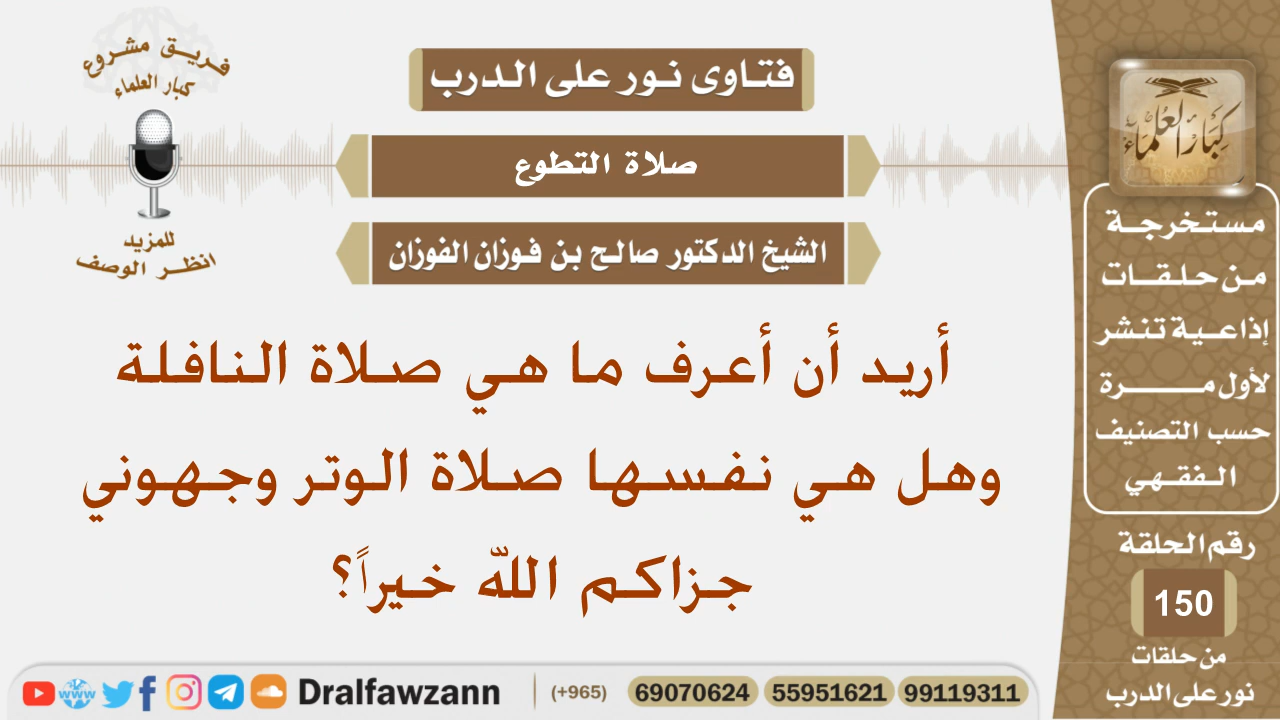 فريق مشروع
كبار العلماء
للمزيد
انظر الوصف
فتاوى نور على الدرب
صلاة التطوع
الشيخ الدكتور صالح بن فوزان الفوزان
أريد أن أعرف ما هي صلاة النافلة
وهل هي نفسها صلاة الوتر وجهوني
جزاكم الله خيراً؟
كبار العلماء
مستخرجة
من حلقات
إذاعية تنشر
لأول مرة
حسب التصنيف
الفقهي
رقم الحلقة
150
من حلقات
نور على الدرب
www
Dralfawzann
(+965)
69070624
55951621
99119311